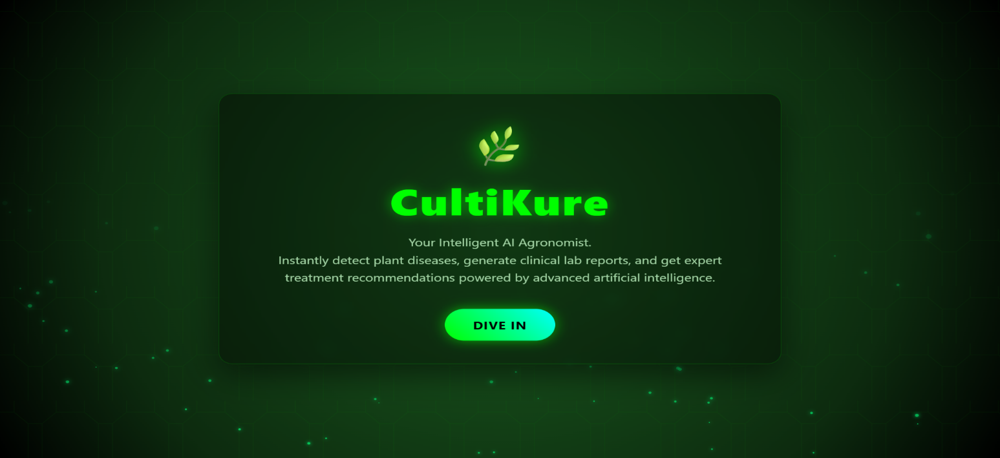 CultiKure
Your Intelligent AI Agronomist.
Instantly detect plant diseases, generate clinical lab reports, and get expert
treatment recommendations powered by advanced artificial intelligence.
DIVE IN